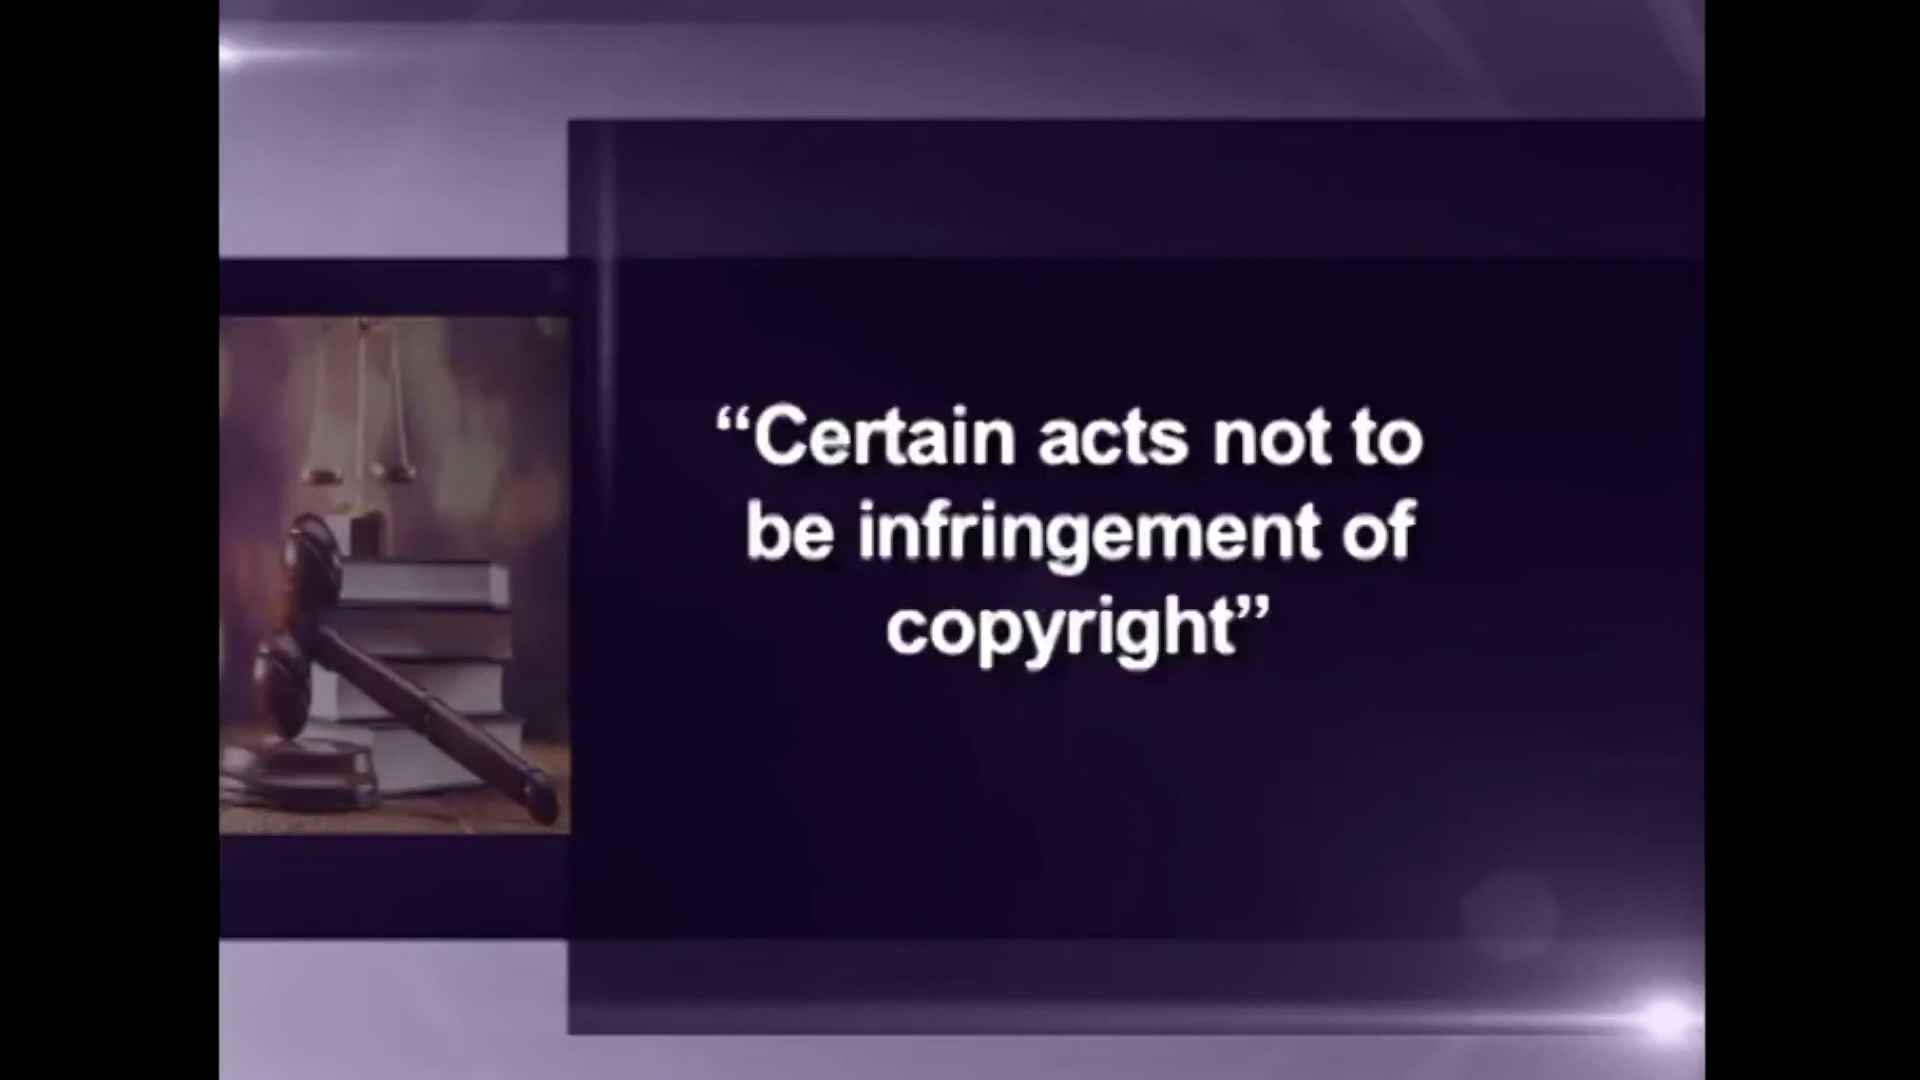 “Certain acts not to
be infringement of
copyright”